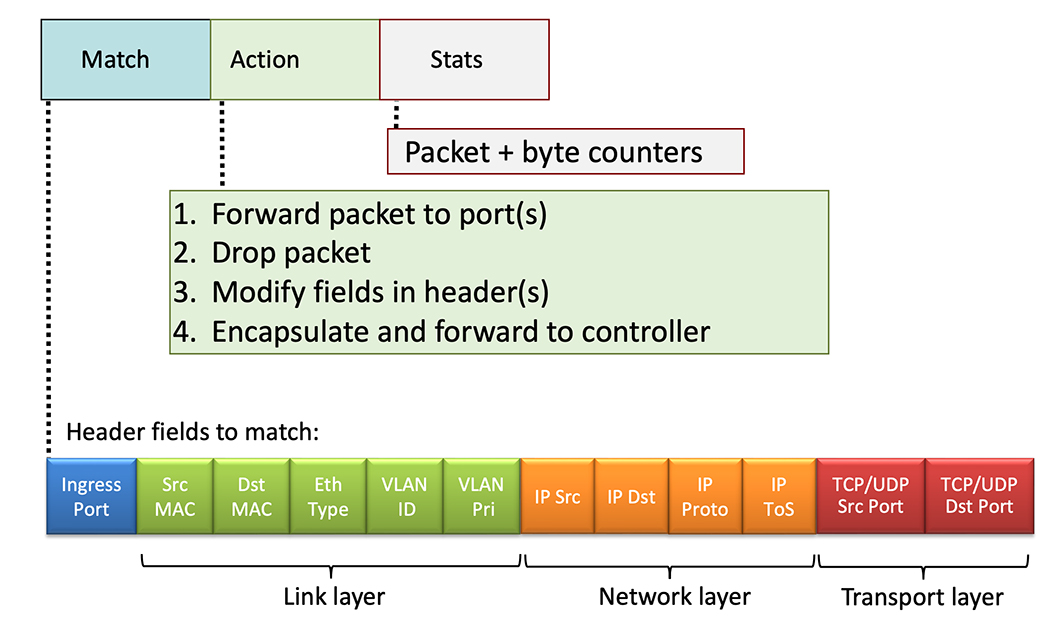 Match
Action
Stats
Packet + byte counters
1. Forward packet to port(s)
2. Drop packet
3. Modify fields in header(s)
4. Encapsulate and forward to controller
Header fields to match:
Ingress
Port
Src
MAC
Dst
MAC
Eth
Type
VLAN
ID
VLAN
Pri
IP Src
IP Dst
IP
Proto
IP
ToS
TCP/UDP
Src Port
TCP/UDP
Dst Port
Link layer
Network layer
Transport layer